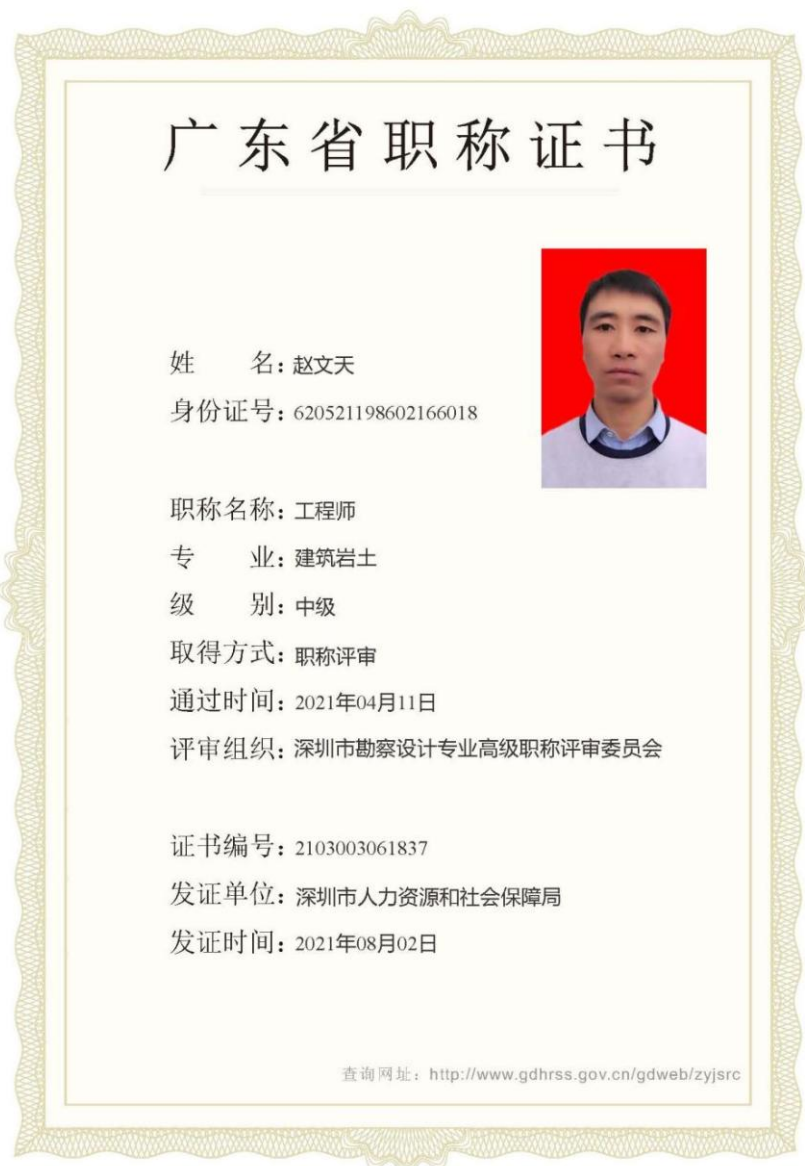 广东省职称证书
姓 名：赵文天
身份证号：620521198602166018
职称名称：工程师
专 业：建筑岩土
级 别：中级
取得方式：职称评审
通过时间：2021年04月11日
评审组织：深圳市勘察设计专业高级职称评审委员会
证书编号：2103003061837
发证单位：深圳市人力资源和社会保障局
发证时间：2021年08月02日
查询网址：http://www.gdhrss.gov.cn/gdweb/zyjsrc